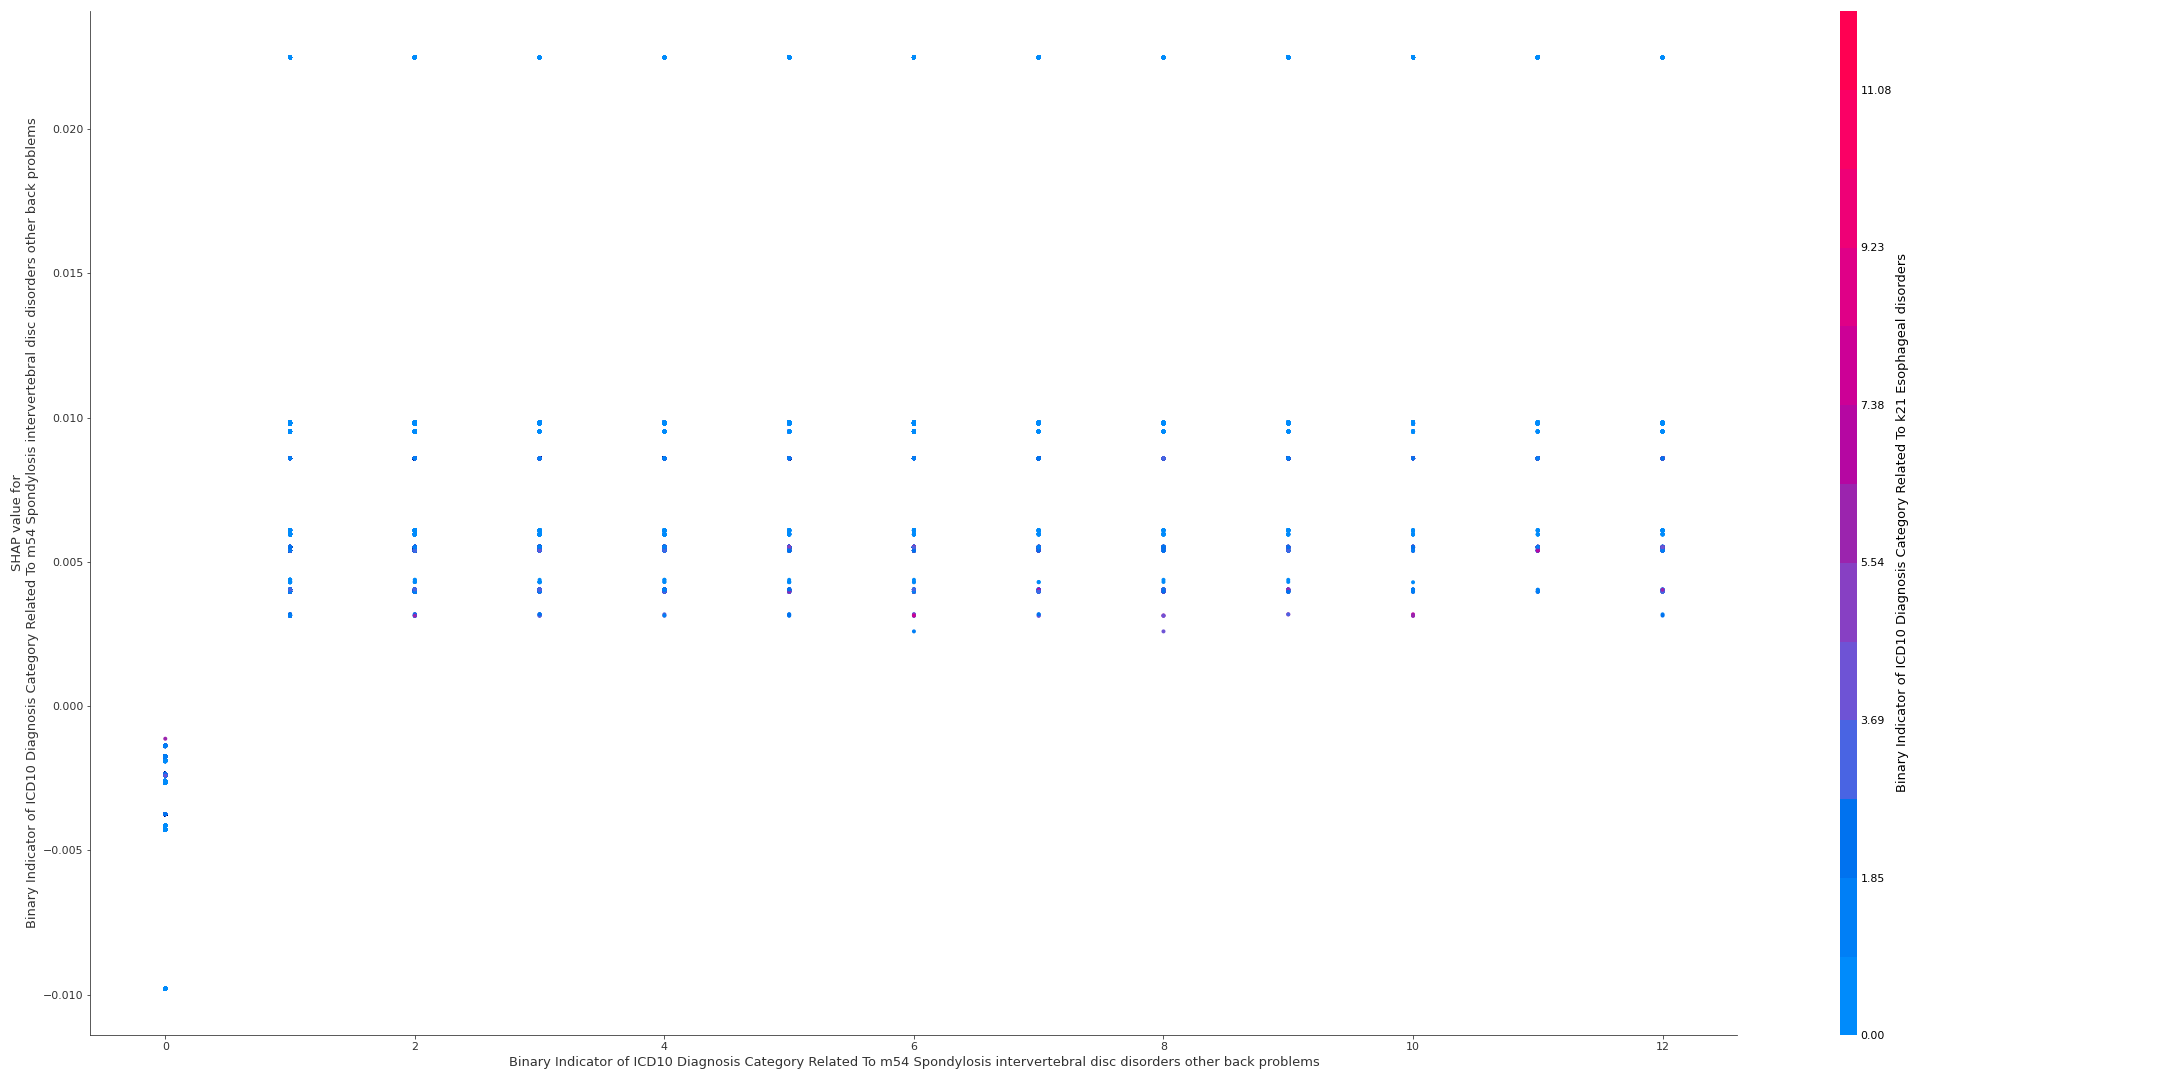 SHAP value for
Binary Indicator of ICD10 Diagnosis Category Related To m54 Spondylosis intervertebral disc disorders other back problems
0.020
0.015
0.010
0.005
0.000
−0.005
−0.010
0 2 4 6 8 10 12
Binary Indicator of ICD10 Diagnosis Category Related To m54 Spondylosis intervertebral disc disorders other back problems
11.08
9.23
7.38
5.54
3.69
1.85
0.00
Binary Indicator of ICD10 Diagnosis Category Related To k21 Esophageal disorders